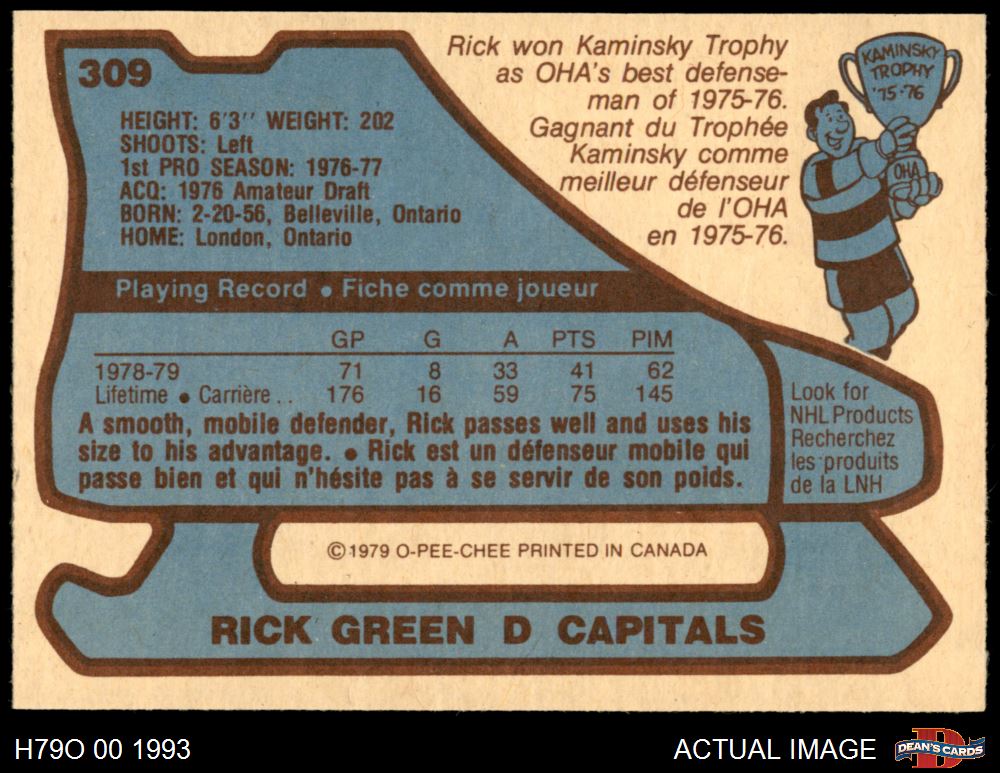 309
HEIGHT: 6'3'' WEIGHT: 202
SHOOTS: Left
1st PRO SEASON: 1976-77
ACQ: 1976 Amateur Draft
BORN: 2-20-56, Belleville, Ontario
HOME: London, Ontario
Rick won Kaminsky Trophy
as OHA's best defense-
man of 1975-76.
Gagnant du Trophée
Kaminsky comme
meilleur défenseur
de l'OHA
en 1975-76.
KAMINSKY
TROPHY
'75-'76
OHA
Playing Record • Fiche comme joueur
GP G A PTS PIM
1978-79 71 8 33 41 62
Lifetime • Carrière .. 176 16 59 75 145
A smooth, mobile defender, Rick passes well and uses his
size to his advantage. • Rick est un défenseur mobile qui
passe bien et qui n'hésite pas à se servir de son poids.
Look for
NHL Products
Recherchez
les produits
de la LNH
©1979 O-PEE-CHEE PRINTED IN CANADA
RICK GREEN D CAPITALS
H79O 00 1993
ACTUAL IMAGE
D
DEAN'S CARDS